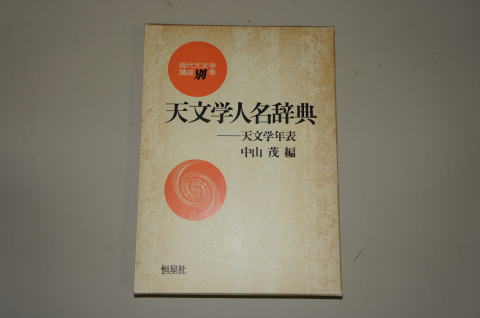 現代天文学
講座別巻
天文学人名辞典
──天文学年表
中山 茂 編
恒星社